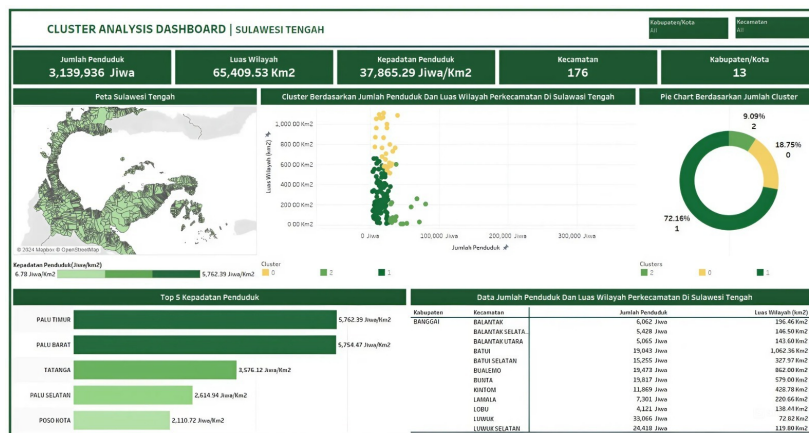 CLUSTER ANALYSIS DASHBOARD | SULAWESI TENGAH
Kabupaten/Kota
All
Kecamatan
All
Jumlah Penduduk
3,139,936 Jiwa
Luas Wilayah
65,409.53 Km2
Kepadatan Penduduk
37,865.29 Jiwa/Km2
Kecamatan
176
Kabupaten/Kota
13
Peta Sulawesi Tengah
© 2024 Mapbox © OpenStreetMap
Kepadatan Penduduk(Jiwa/km2)
6.78 Jiwa/Km2
5,762.39 Jiwa/Km2
Cluster Berdasarkan Jumlah Penduduk Dan Luas Wilayah Perkecamatan Di Sulawasi Tengah
Luas Wilayah (km2)
1,000.00 Km2
800.00 Km2
600.00 Km2
400.00 Km2
200.00 Km2
0.00 Km2
0 Jiwa
100,000 Jiwa
200,000 Jiwa
300,000 Jiwa
Jumlah Penduduk
Cluster
0
2
1
Pie Chart Berdasarkan Jumlah Cluster
9.09%
2
18.75%
0
72.16%
1
Clusters
2
0
1
Top 5 Kepadatan Penduduk
PALU TIMUR
5,762.39 Jiwa/Km2
PALU BARAT
5,754.47 Jiwa/Km2
TATANGA
3,576.12 Jiwa/Km2
PALU SELATAN
2,614.94 Jiwa/Km2
POSO KOTA
2,110.72 Jiwa/Km2
Data Jumlah Penduduk Dan Luas Wilayah Perkecamatan Di Sulawesi Tengah
Kabupaten Kecamatan Jumlah Penduduk Luas Wilayah (km2)
BANGGAI BALANTAK 6,062 Jiwa 196.46 Km2
BALANTAK SELATA.. 5,428 Jiwa 146.50 Km2
BALANTAK UTARA 5,065 Jiwa 143.60 Km2
BATUI 19,043 Jiwa 1,062.36 Km2
BATUI SELATAN 15,255 Jiwa 327.97 Km2
BUALEMO 19,473 Jiwa 862.00 Km2
BUNTA 19,817 Jiwa 579.00 Km2
KINTOM 11,869 Jiwa 428.78 Km2
LAMALA 7,301 Jiwa 220.66 Km2
LOBU 4,121 Jiwa 138.44 Km2
LUWUK 33,066 Jiwa 72.82 Km2
LUWUK SELATAN 24,418 Jiwa 119.80 Km2